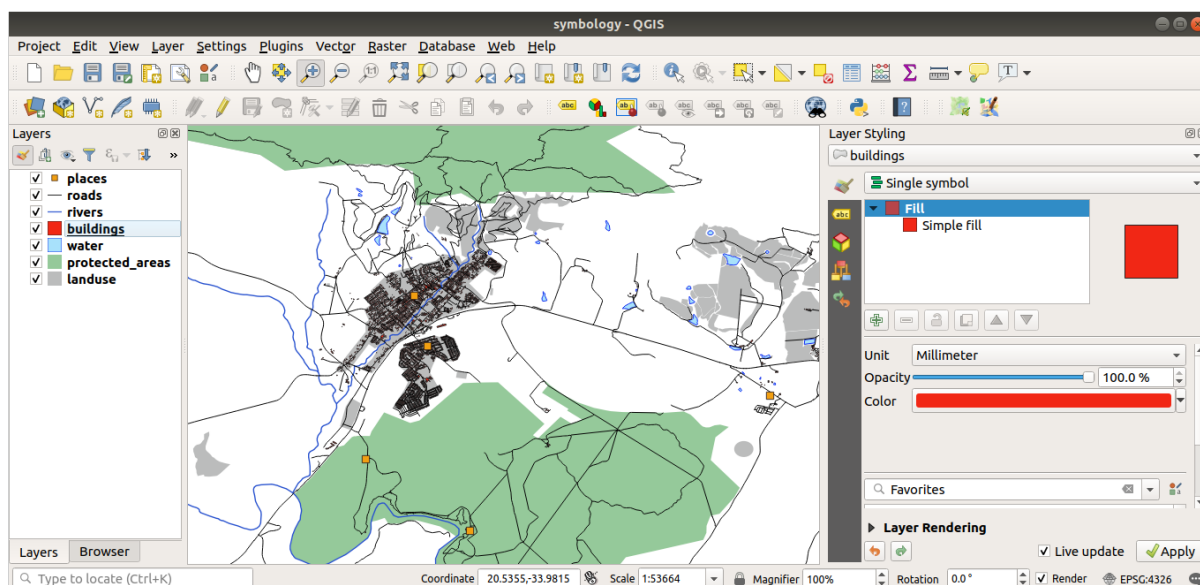 symbology - QGIS
Project Edit View Layer Settings Plugins Vector Raster Database Web Help
Layers
places
roads
rivers
buildings
water
protected_areas
landuse
Layers Browser
Layer Styling
buildings
Single symbol
Fill
Simple fill
Unit Millimeter
Opacity 100.0 %
Color
Favorites
Layer Rendering
Live update Apply
Type to locate (Ctrl+K) Coordinate 20.5355,-33.9815 Scale 1:53664 Magnifier 100% Rotation 0.0° Render EPSG:4326